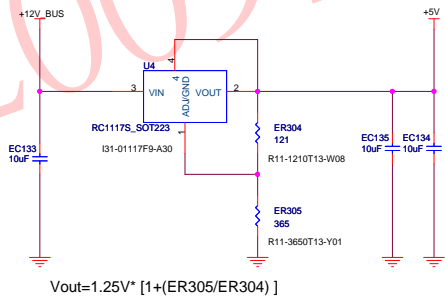 +12V_BUS
+5V
U4
4
4
3
VIN
VOUT
2
ADJ/GND
RC1117S_SOT223
1
I31-01117F9-A30
ER304
121
R11-1210T13-W08
EC133
10uF
EC135
10uF
EC134
10uF
ER305
365
R11-3650T13-Y01
Vout=1.25V* [1+(ER305/ER304) ]